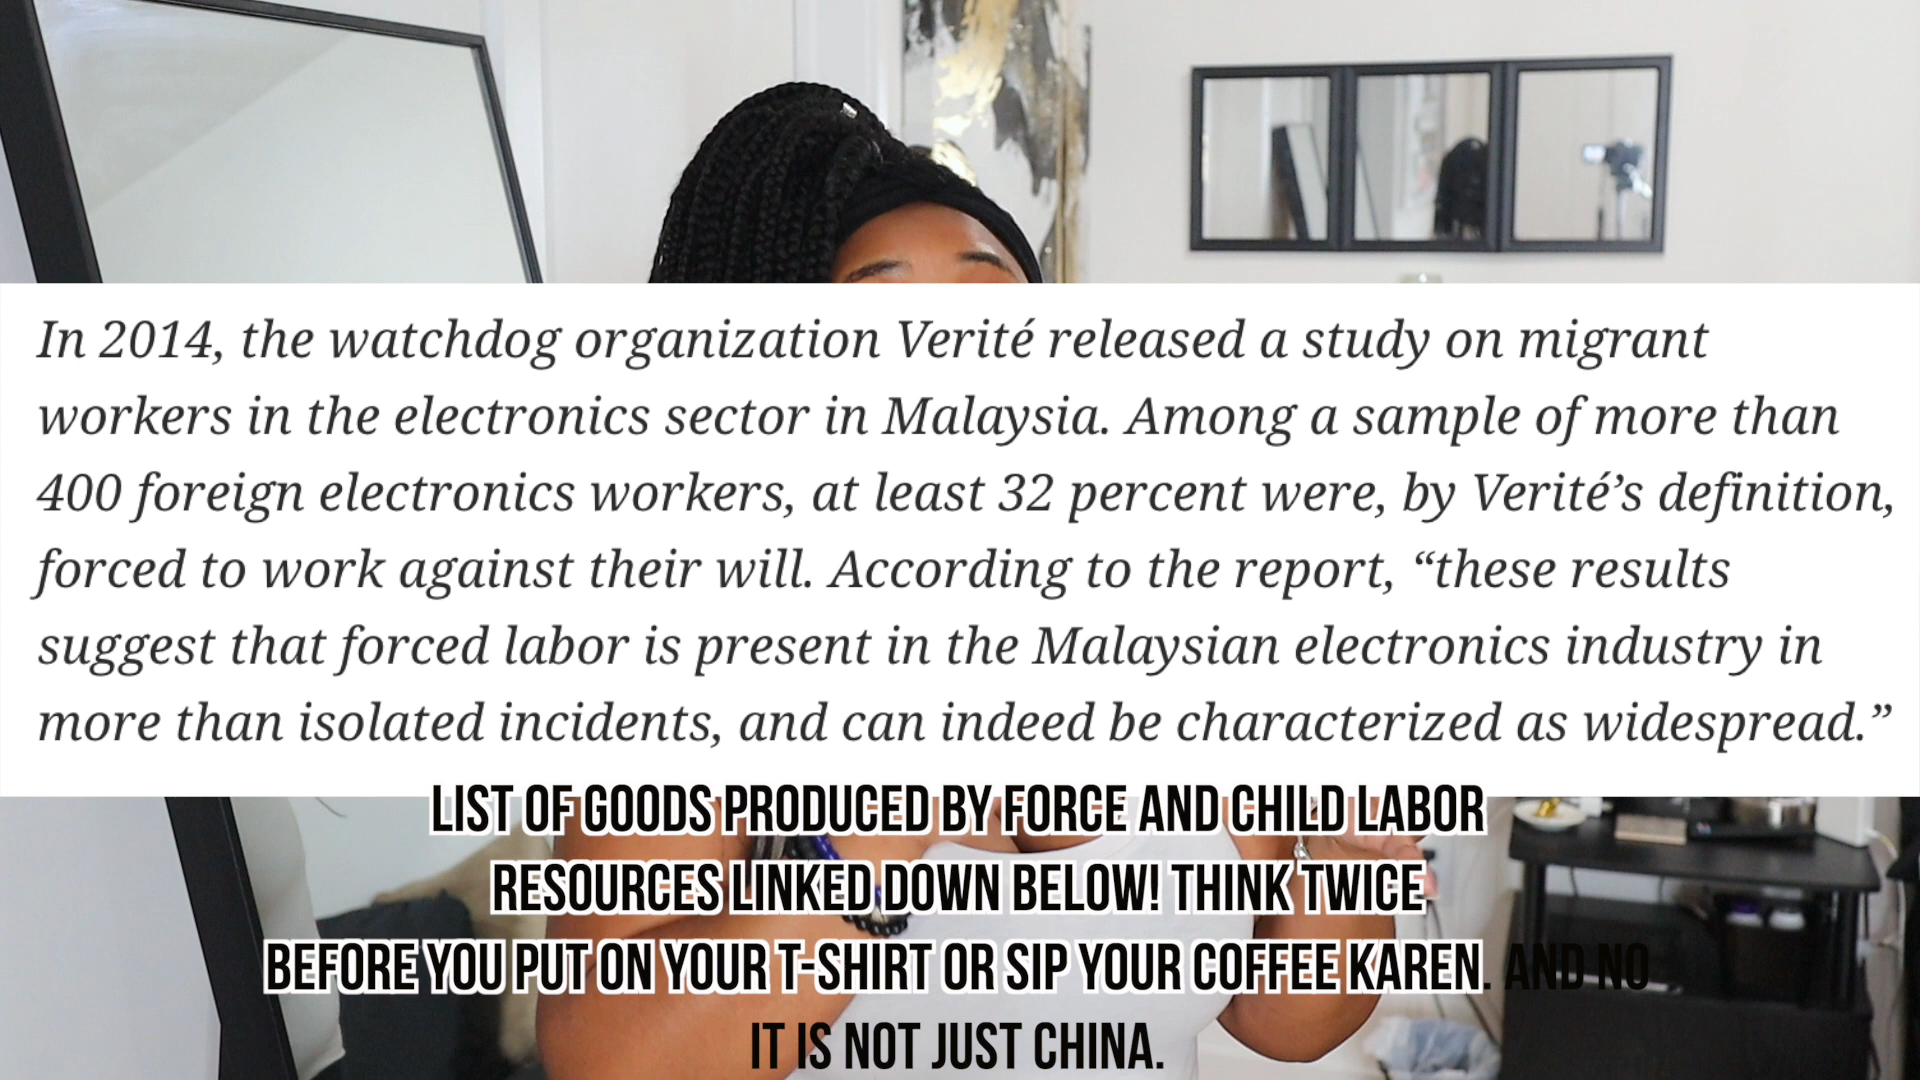 In 2014, the watchdog organization Verité released a study on migrant
workers in the electronics sector in Malaysia. Among a sample of more than
400 foreign electronics workers, at least 32 percent were, by Verité’s definition,
forced to work against their will. According to the report, “these results
suggest that forced labor is present in the Malaysian electronics industry in
more than isolated incidents, and can indeed be characterized as widespread.”
LIST OF GOODS PRODUCED BY FORCE AND CHILD LABOR
RESOURCES LINKED DOWN BELOW! THINK TWICE
BEFORE YOU PUT ON YOUR T-SHIRT OR SIP YOUR COFFEE KAREN. AND NO
IT IS NOT JUST CHINA.